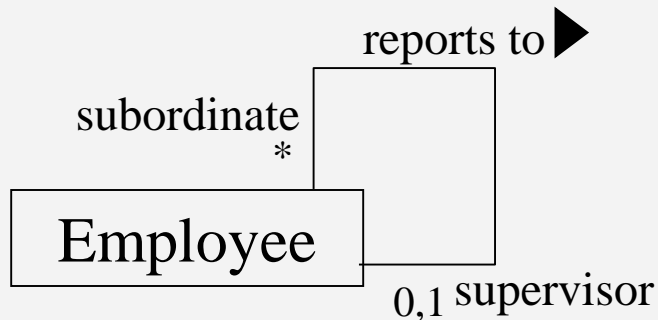 reports to
subordinate
*
Employee
0,1 supervisor